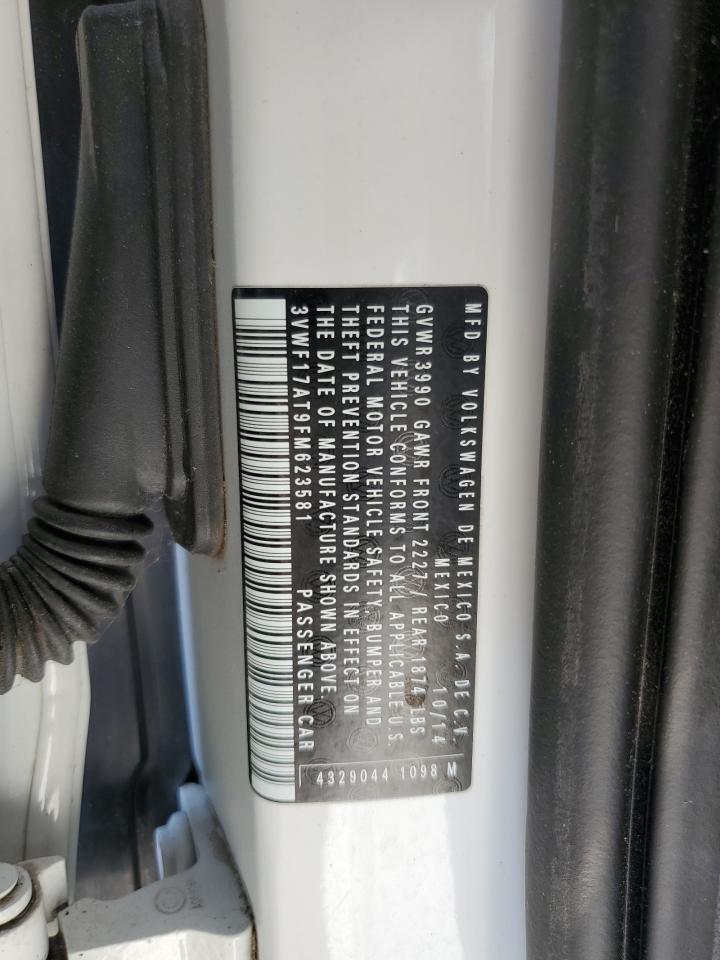 MFD BY VOLKSWAGEN DE MEXICO S.A. DE C.V.
MEXICO 10/14
GVWR3990 GAWR FRONT 2227 / REAR 1874 LBS
THIS VEHICLE CONFORMS TO ALL APPLICABLE U.S.
FEDERAL MOTOR VEHICLE SAFETY, BUMPER AND
THEFT PREVENTION STANDARDS IN EFFECT ON
THE DATE OF MANUFACTURE SHOWN ABOVE.
3VWF17AT9FM623581 PASSENGER CAR
4329044 1098 M